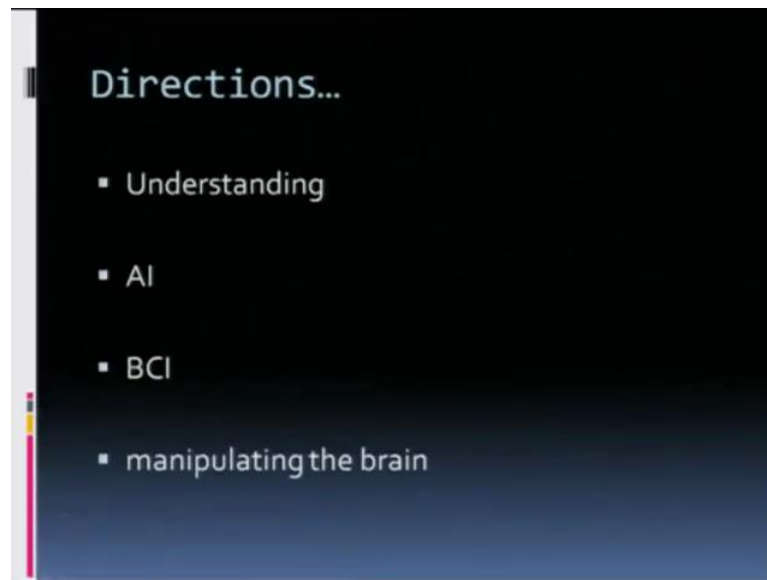 Directions…
▪ Understanding
▪ AI
▪ BCI
▪ manipulating the brain